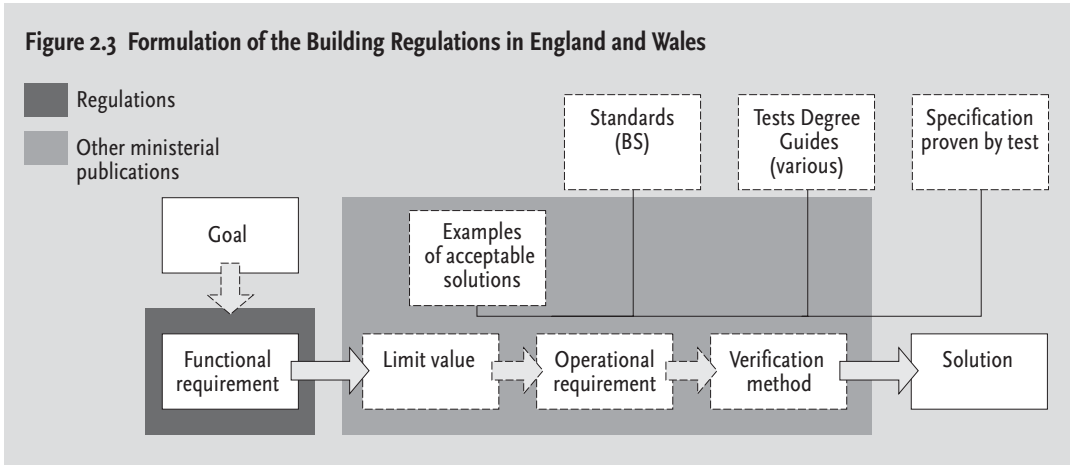 Figure 2.3 Formulation of the Building Regulations in England and Wales
Regulations
Other ministerial
publications
Standards
(BS)
Tests Degree
Guides
(various)
Specification
proven by test
Goal
Examples
of acceptable
solutions
Functional
requirement
Limit value
Operational
requirement
Verification
method
Solution